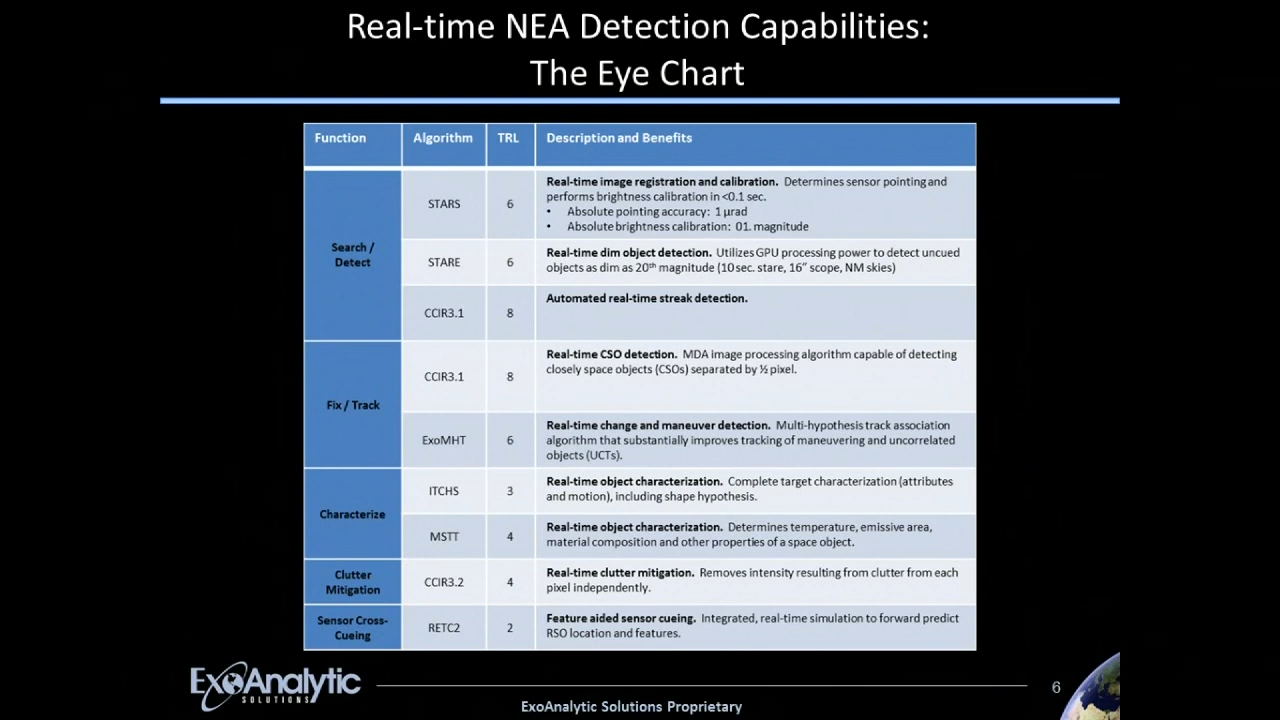 Real-time NEA Detection Capabilities:
The Eye Chart
Function Algorithm TRL Description and Benefits
Search /
Detect
STARS 6 Real-time image registration and calibration. Determines sensor pointing and
performs brightness calibration in <0.1 sec.
• Absolute pointing accuracy: 1 µrad
• Absolute brightness calibration: 01. magnitude
STARE 6 Real-time dim object detection. Utilizes GPU processing power to detect uncued
objects as dim as 20th magnitude (10 sec. stare, 16” scope, NM skies)
CCIR3.1 8 Automated real-time streak detection.
Fix / Track
CCIR3.1 8 Real-time CSO detection. MDA image processing algorithm capable of detecting
closely space objects (CSOs) separated by ½ pixel.
ExoMHT 6 Real-time change and maneuver detection. Multi-hypothesis track association
algorithm that substantially improves tracking of maneuvering and uncorrelated
objects (UCTs).
Characterize
ITCHS 3 Real-time object characterization. Complete target characterization (attributes
and motion), including shape hypothesis.
MSTT 4 Real-time object characterization. Determines temperature, emissive area,
material composition and other properties of a space object.
Clutter
Mitigation
CCIR3.2 4 Real-time clutter mitigation. Removes intensity resulting from clutter from each
pixel independently.
Sensor Cross-
Cueing
RETC2 2 Feature aided sensor cueing. Integrated, real-time simulation to forward predict
RSO location and features.
ExoAnalytic
SOLUTIONS
6
ExoAnalytic Solutions Proprietary